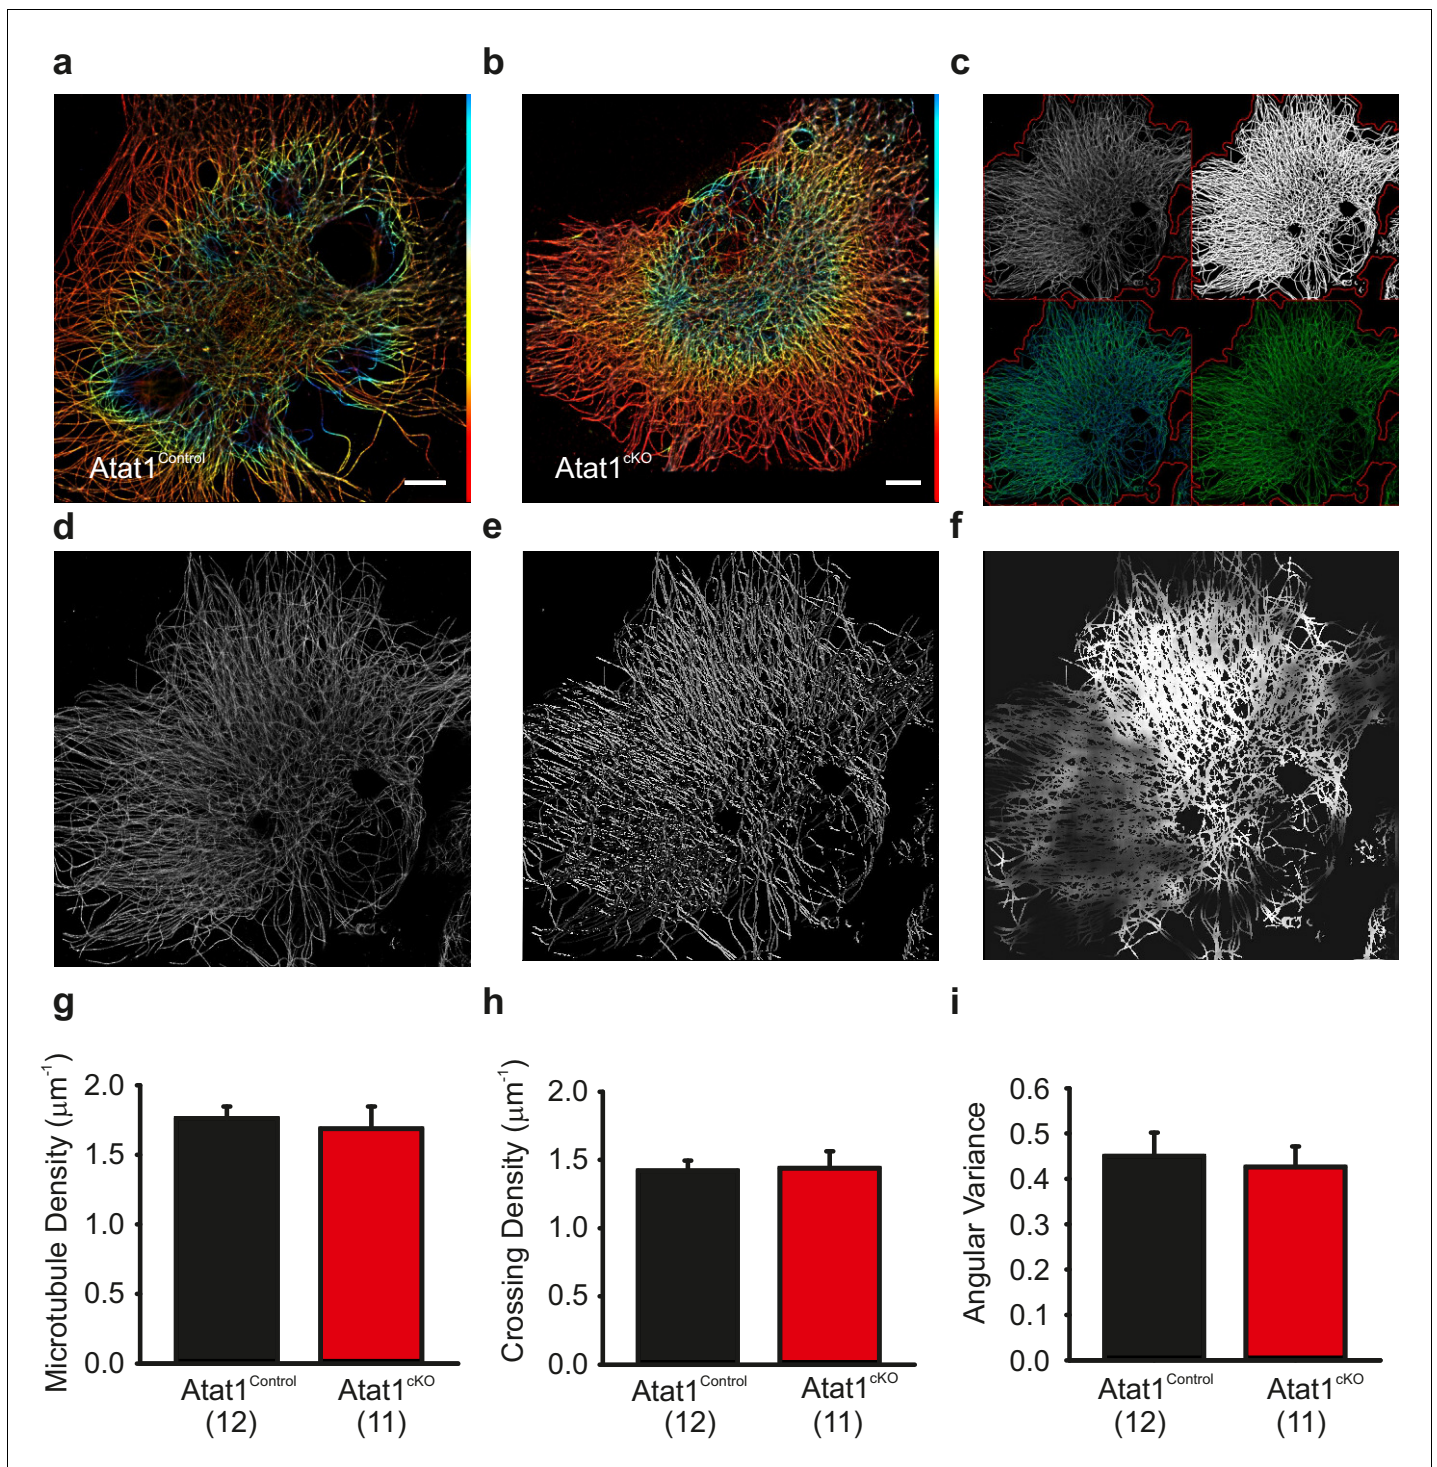 a
b
c
Atat1Control
Atat1cKO
d
e
f
g
h
i
Microtubule Density (μm-1)
2.0
1.5
1.0
0.5
0.0
Atat1Control
(12)
Atat1cKO
(11)
Crossing Density (μm-1)
2.0
1.5
1.0
0.5
0.0
Atat1Control
(12)
Atat1cKO
(11)
Angular Variance
0.6
0.5
0.4
0.3
0.2
0.1
0.0
Atat1Control
(12)
Atat1cKO
(11)